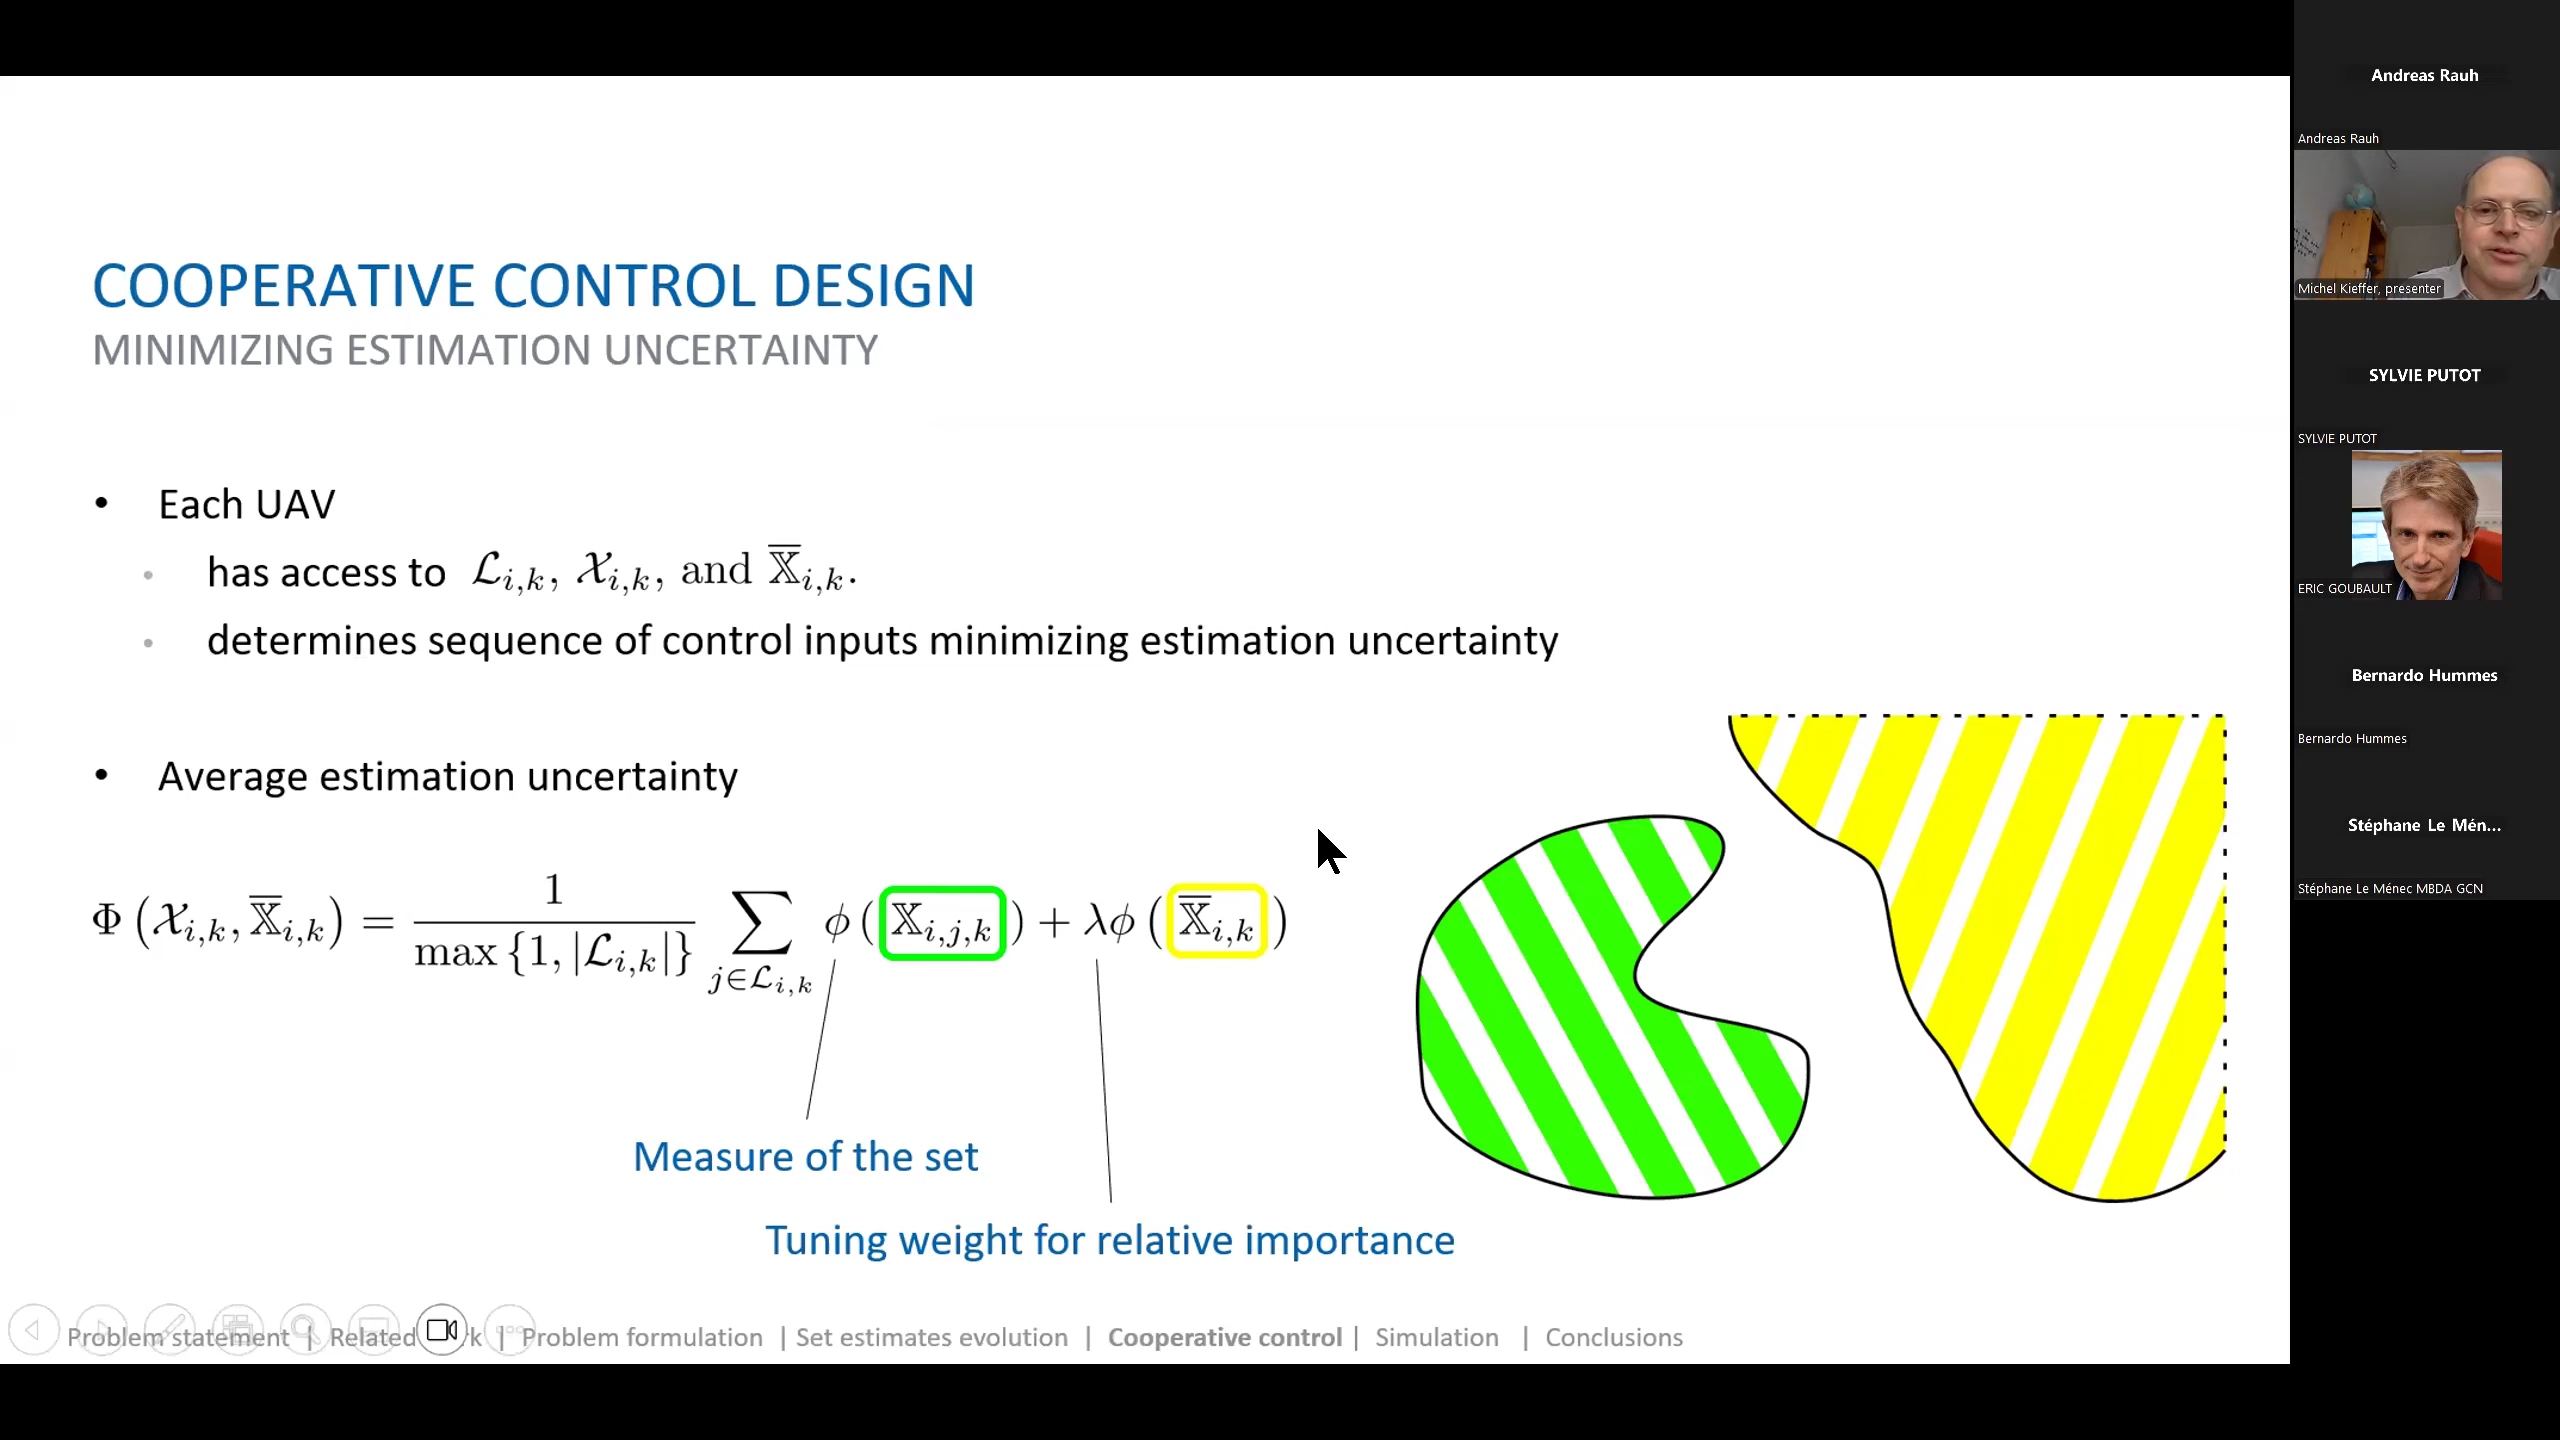 COOPERATIVE CONTROL DESIGN
MINIMIZING ESTIMATION UNCERTAINTY
• Each UAV
• has access to ℒ_{i,k}, 𝒳_{i,k}, and 𝕏̅_{i,k}.
• determines sequence of control inputs minimizing estimation uncertainty
• Average estimation uncertainty
Φ(𝒳_{i,k}, 𝕏̅_{i,k}) = 1 / max{1, |ℒ_{i,k}|} ∑_{j∈ℒ_{i,k}} ϕ(𝕏_{i,j,k}) + λϕ(𝕏̅_{i,k})
Measure of the set
Tuning weight for relative importance
Problem statement | Related | Problem formulation | Set estimates evolution | Cooperative control | Simulation | Conclusions
Andreas Rauh
Andreas Rauh
Michel Kieffer, presenter
SYLVIE PUTOT
SYLVIE PUTOT
ERIC GOUBAULT
Bernardo Hummes
Bernardo Hummes
Stéphane Le Mén...
Stéphane Le Ménec MBDA GCN